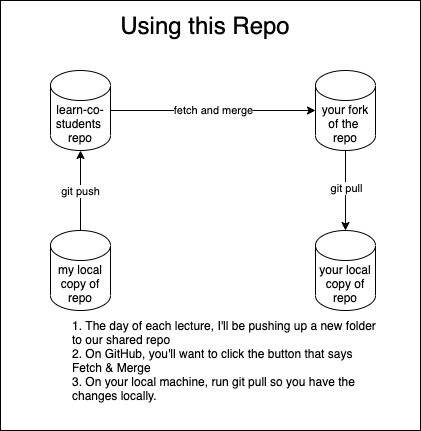 Using this Repo
learn-co-
students
repo
fetch and merge
your fork
of the
repo
git push
git pull
my local
copy of
repo
your local
copy of
repo
1. The day of each lecture, I'll be pushing up a new folder
to our shared repo
2. On GitHub, you'll want to click the button that says
Fetch & Merge
3. On your local machine, run git pull so you have the
changes locally.